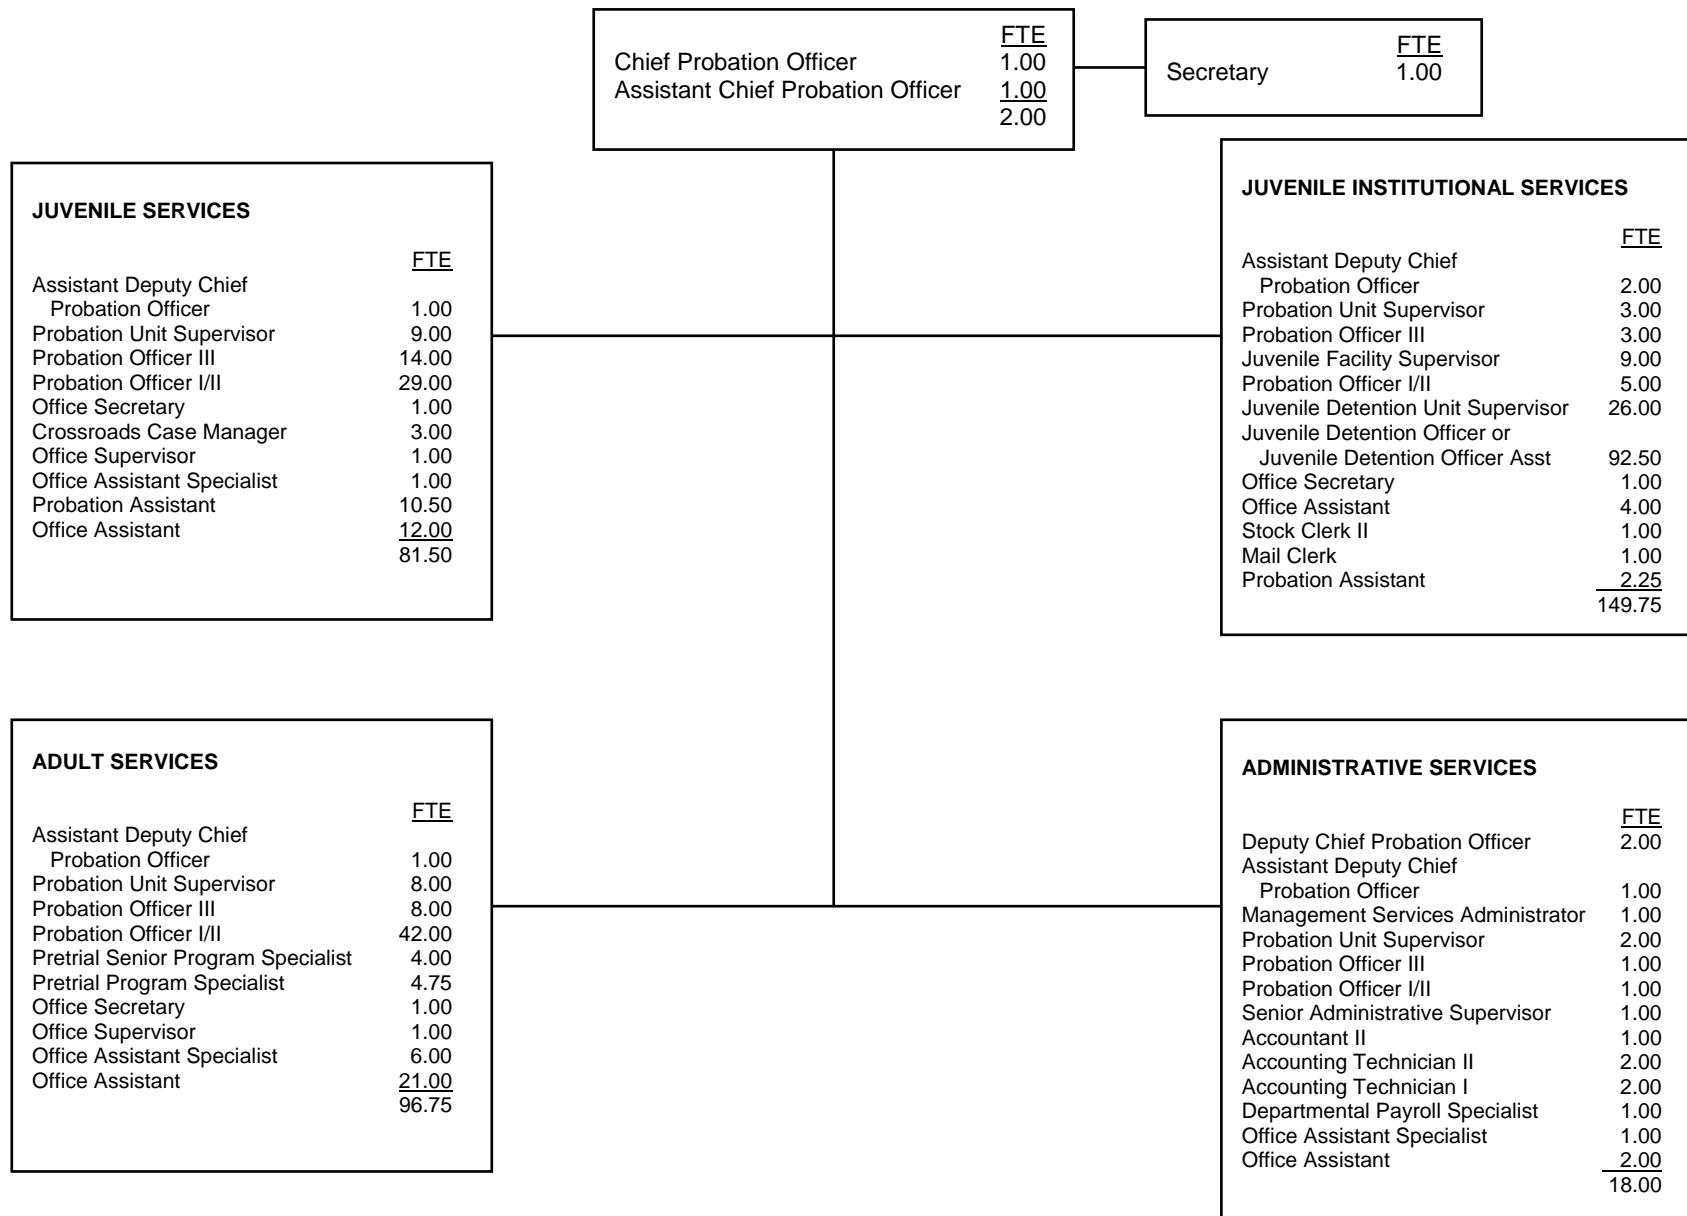 FTE
Chief Probation Officer 1.00
Assistant Chief Probation Officer 1.00
2.00
FTE
Secretary 1.00
JUVENILE SERVICES
FTE
Assistant Deputy Chief
Probation Officer 1.00
Probation Unit Supervisor 9.00
Probation Officer III 14.00
Probation Officer I/II 29.00
Office Secretary 1.00
Crossroads Case Manager 3.00
Office Supervisor 1.00
Office Assistant Specialist 1.00
Probation Assistant 10.50
Office Assistant 12.00
81.50
JUVENILE INSTITUTIONAL SERVICES
FTE
Assistant Deputy Chief
Probation Officer 2.00
Probation Unit Supervisor 3.00
Probation Officer III 3.00
Juvenile Facility Supervisor 9.00
Probation Officer I/II 5.00
Juvenile Detention Unit Supervisor 26.00
Juvenile Detention Officer or
Juvenile Detention Officer Asst 92.50
Office Secretary 1.00
Office Assistant 4.00
Stock Clerk II 1.00
Mail Clerk 1.00
Probation Assistant 2.25
149.75
ADULT SERVICES
FTE
Assistant Deputy Chief
Probation Officer 1.00
Probation Unit Supervisor 8.00
Probation Officer III 8.00
Probation Officer I/II 42.00
Pretrial Senior Program Specialist 4.00
Pretrial Program Specialist 4.75
Office Secretary 1.00
Office Supervisor 1.00
Office Assistant Specialist 6.00
Office Assistant 21.00
96.75
ADMINISTRATIVE SERVICES
FTE
Deputy Chief Probation Officer 2.00
Assistant Deputy Chief
Probation Officer 1.00
Management Services Administrator 1.00
Probation Unit Supervisor 2.00
Probation Officer III 1.00
Probation Officer I/II 1.00
Senior Administrative Supervisor 1.00
Accountant II 1.00
Accounting Technician II 2.00
Accounting Technician I 2.00
Departmental Payroll Specialist 1.00
Office Assistant Specialist 1.00
Office Assistant 2.00
18.00